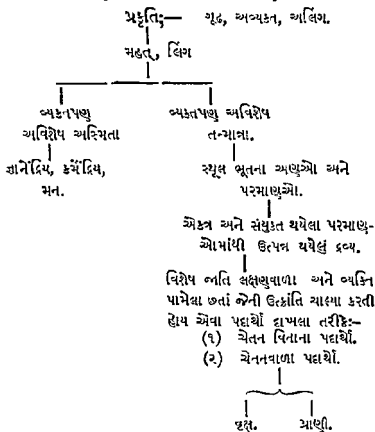 પ્રકૃતિઃ— ગૂઢ, અવ્યક્ત, અલિંગ.
મહત્, લિંગ
વ્યક્તપણુ
અવિશેષ અસ્મિતા
જ્ઞાનેંદ્રિય, કર્મેંદ્રિય,
મન.
વ્યક્તપણુ અવિશેષ
તન્માત્રા.
સ્થૂલ ભૂતના અણુઓ અને
પરમાણઓ.
એકત્ર અને સંયુકત થયેલા પરમાણ-
ઓમાંથી ઉત્પન્ન થયેલું દ્રવ્ય.
વિશેષ જાતિ લક્ષણવાળા અને વ્યક્તિ
પામેલા છતાં જેની ઉત્ક્રાંતિ ચાલ્યા કરતી
હોય એવા પદાર્થો દાખલા તરીકેઃ–
(૧) ચેતન વિનાના પદાર્થો.
(૨) ચેતનવાળા પદાર્થો.
વૃક્ષ. પ્રાણી.